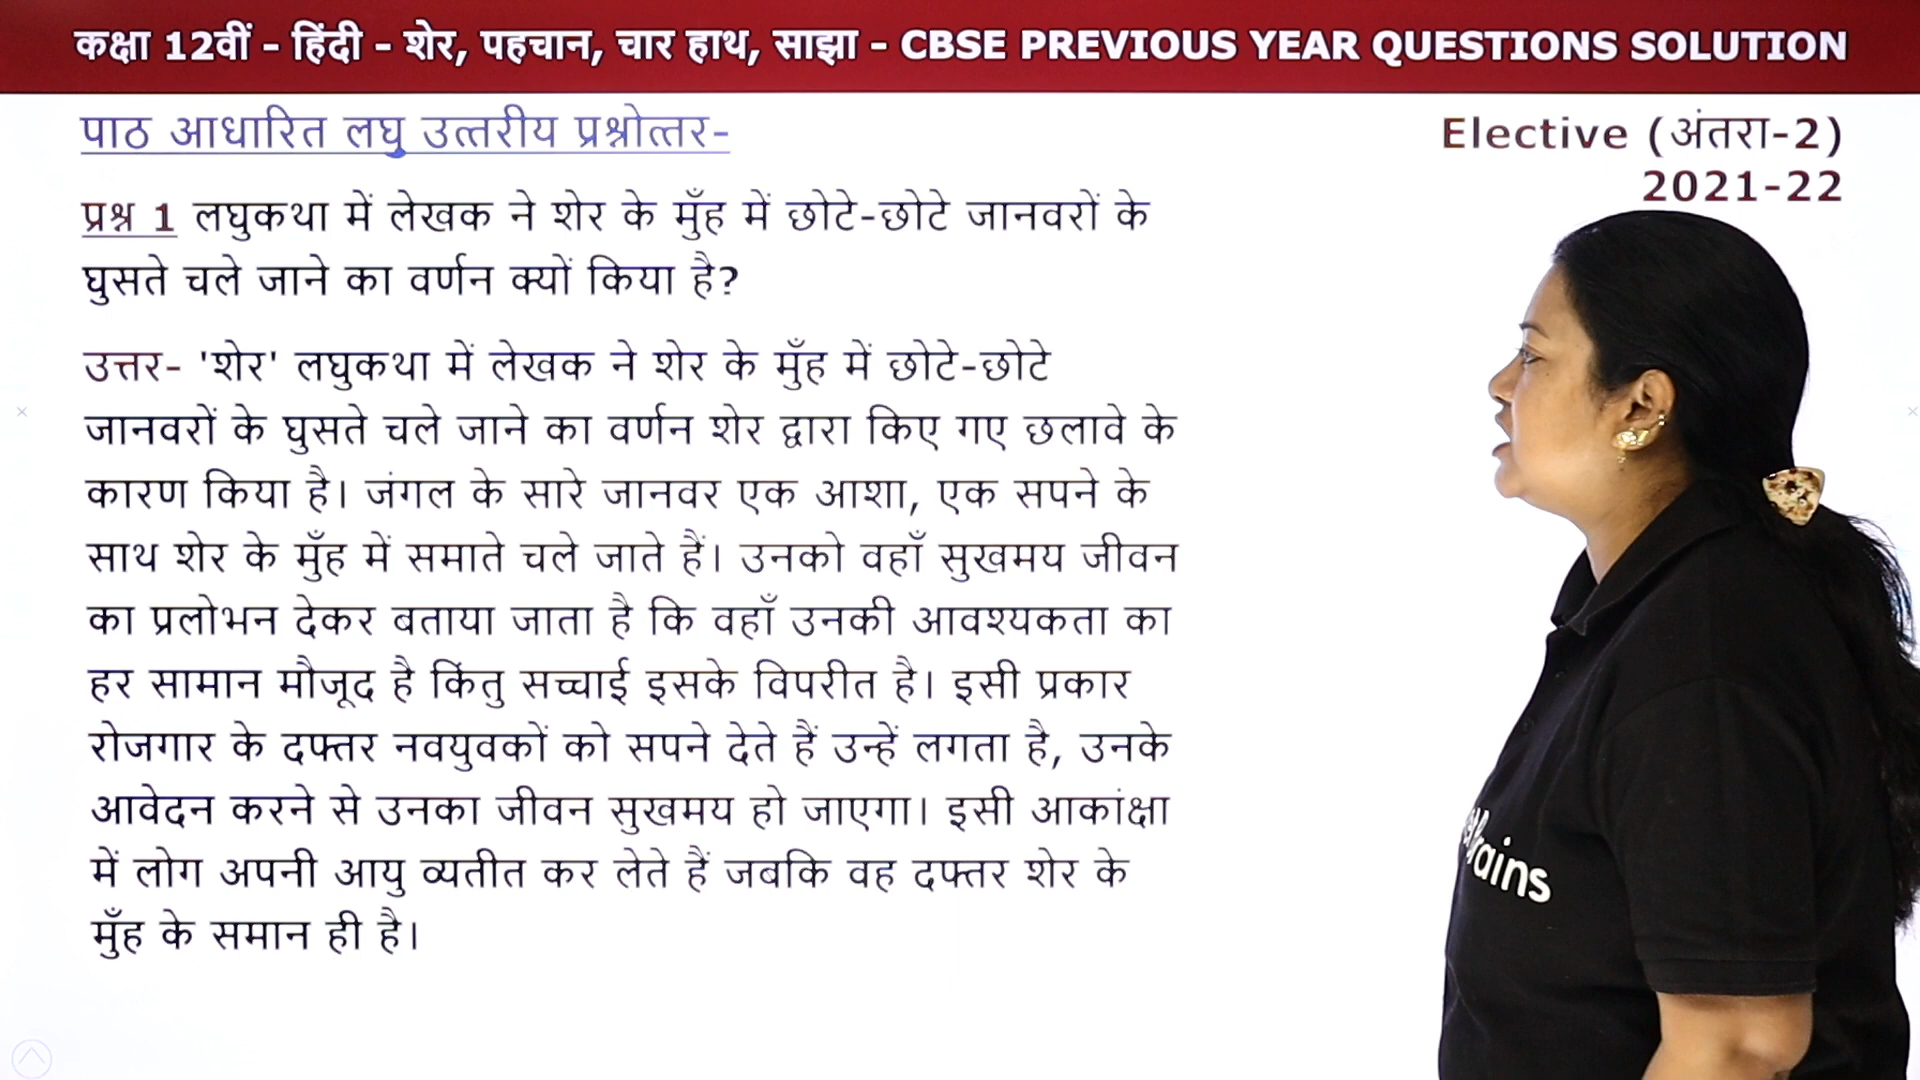 कक्षा 12वीं - हिंदी - शेर, पहचान, चार हाथ, साझा - CBSE PREVIOUS YEAR QUESTIONS SOLUTION
पाठ आधारित लघु उत्तरीय प्रश्नोत्तर-
Elective (अंतरा-2)
2021-22
प्रश्न 1 लघुकथा में लेखक ने शेर के मुँह में छोटे-छोटे जानवरों के
घुसते चले जाने का वर्णन क्यों किया है?
उत्तर- 'शेर' लघुकथा में लेखक ने शेर के मुँह में छोटे-छोटे
जानवरों के घुसते चले जाने का वर्णन शेर द्वारा किए गए छलावे के
कारण किया है। जंगल के सारे जानवर एक आशा, एक सपने के
साथ शेर के मुँह में समाते चले जाते हैं। उनको वहाँ सुखमय जीवन
का प्रलोभन देकर बताया जाता है कि वहाँ उनकी आवश्यकता का
हर सामान मौजूद है किंतु सच्चाई इसके विपरीत है। इसी प्रकार
रोजगार के दफ्तर नवयुवकों को सपने देते हैं उन्हें लगता है, उनके
आवेदन करने से उनका जीवन सुखमय हो जाएगा। इसी आकांक्षा
में लोग अपनी आयु व्यतीत कर लेते हैं जबकि वह दफ्तर शेर के
मुँह के समान ही है।